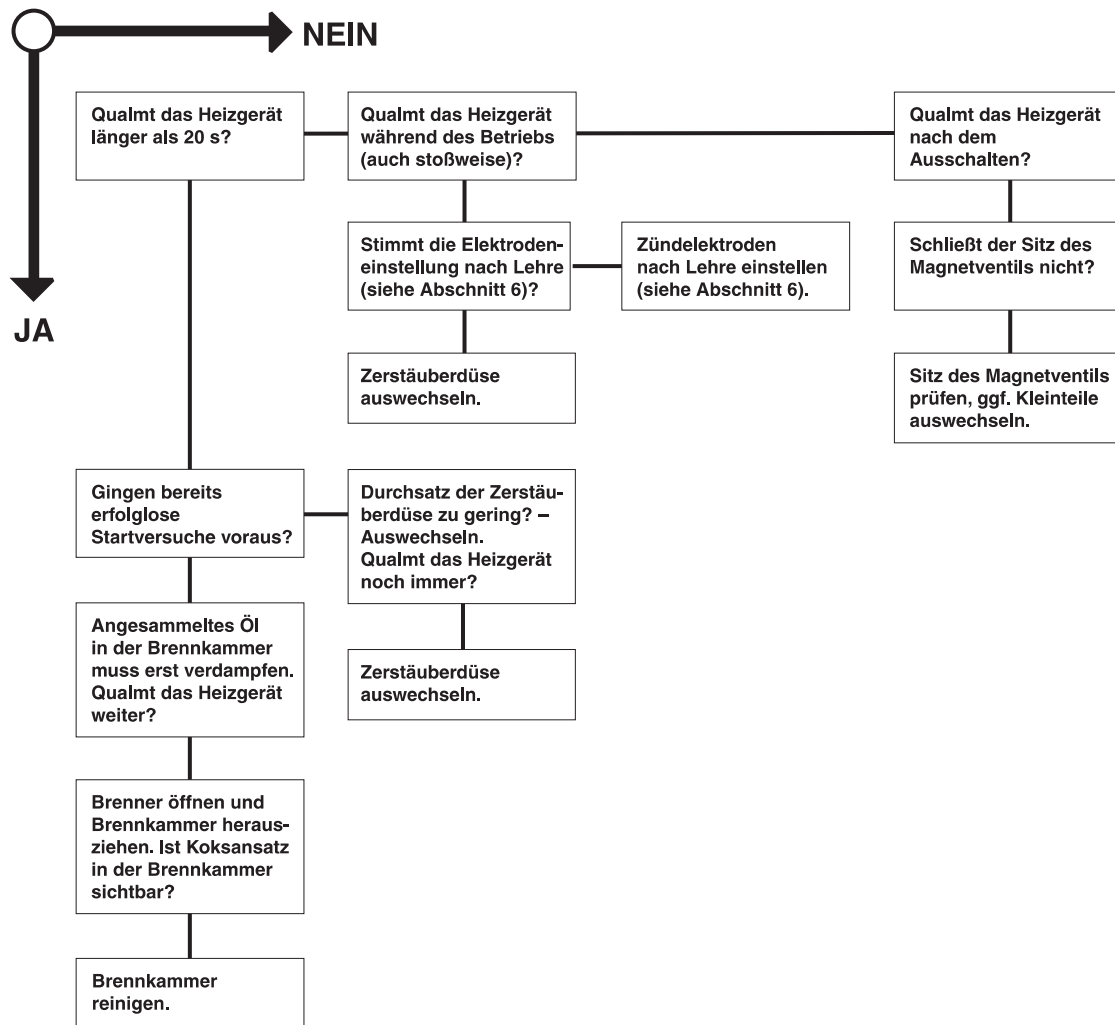 NEIN
JA
Qualmt das Heizgerät
länger als 20 s?
Qualmt das Heizgerät
während des Betriebs
(auch stoßweise)?
Qualmt das Heizgerät
nach dem
Ausschalten?
Stimmt die Elektroden-
einstellung nach Lehre
(siehe Abschnitt 6)?
Zündelektroden
nach Lehre einstellen
(siehe Abschnitt 6).
Schließt der Sitz des
Magnetventils nicht?
Zerstäuberdüse
auswechseln.
Sitz des Magnetventils
prüfen, ggf. Kleinteile
auswechseln.
Gingen bereits
erfolglose
Startversuche voraus?
Durchsatz der Zerstäu-
berdüse zu gering? –
Auswechseln.
Qualmt das Heizgerät
noch immer?
Angesammeltes Öl
in der Brennkammer
muss erst verdampfen.
Qualmt das Heizgerät
weiter?
Zerstäuberdüse
auswechseln.
Brenner öffnen und
Brennkammer heraus-
ziehen. Ist Koksansatz
in der Brennkammer
sichtbar?
Brennkammer
reinigen.